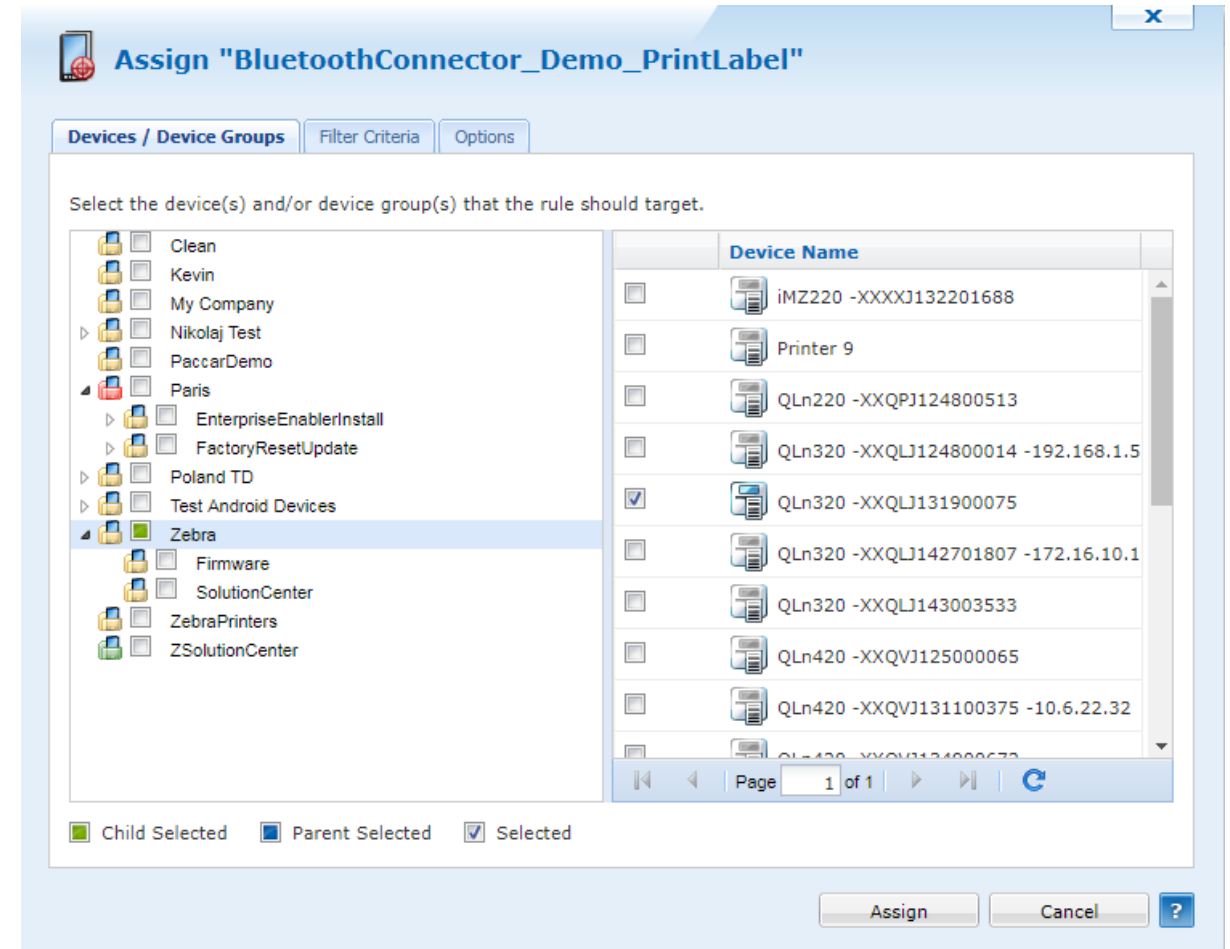 x
Assign "BluetoothConnector_Demo_PrintLabel"
Devices / Device Groups
Filter Criteria
Options
Select the device(s) and/or device group(s) that the rule should target.
Clean
Kevin
My Company
Nikolaj Test
PaccarDemo
Paris
EnterpriseEnablerInstall
FactoryResetUpdate
Poland TD
Test Android Devices
Zebra
Firmware
SolutionCenter
ZebraPrinters
ZSolutionCenter
Device Name
iMZ220 -XXXXJ132201688
Printer 9
QLn220 -XXQPJ124800513
QLn320 -XXQLJ124800014 -192.168.1.5
QLn320 -XXQLJ131900075
QLn320 -XXQLJ142701807 -172.16.10.1
QLn320 -XXQLJ143003533
QLn420 -XXQVJ125000065
QLn420 -XXQVJ131100375 -10.6.22.32
Page 1 of 1
Child Selected
Parent Selected
Selected
Assign
Cancel
?